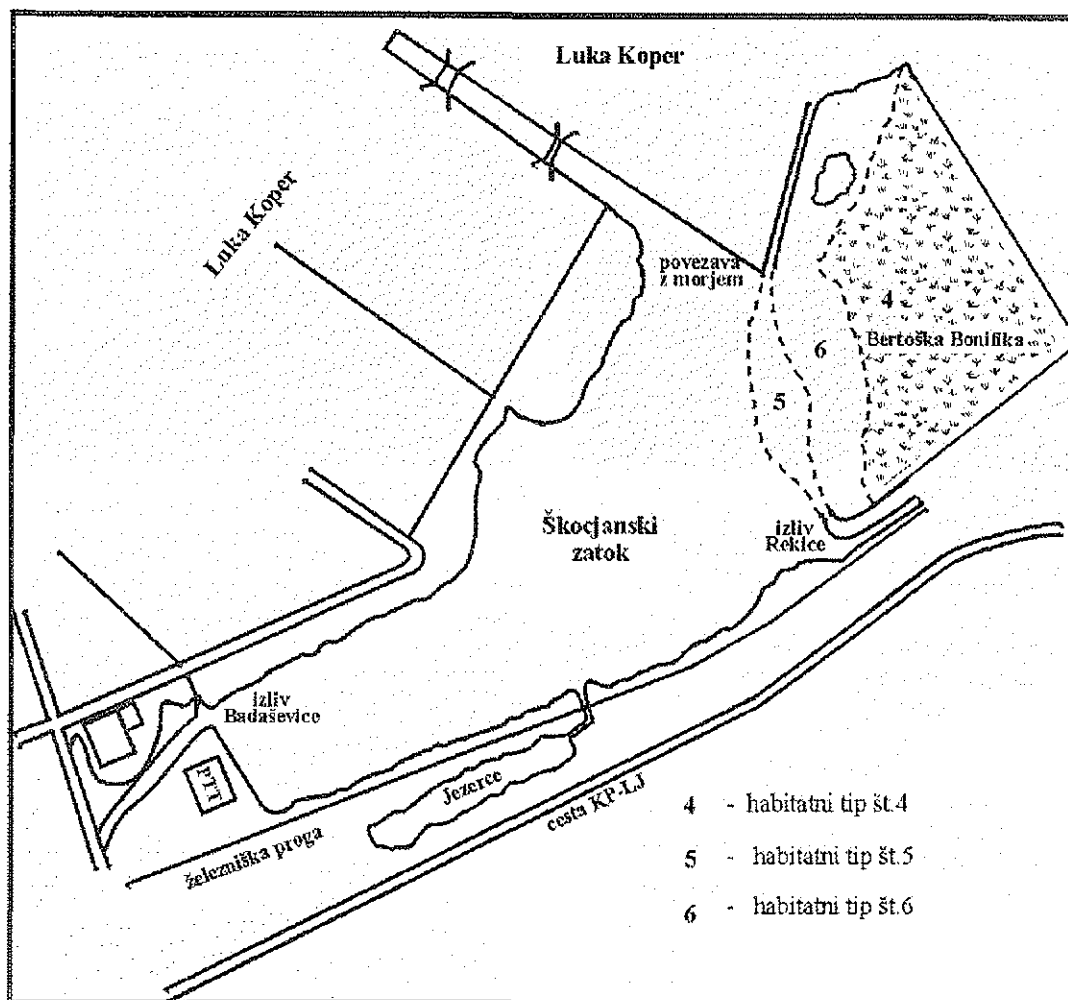 Luka Koper
Luka Koper
povezava
z morjem
4
Bertoška Bonifika
6
5
Škocjanski
zatok
izliv
Rekice
izliv
Badaševice
PTT
Jezerce
železniška proga
cesta KP-LJ
4 - habitatni tip št.4
5 - habitatni tip št.5
6 - habitatni tip št.6